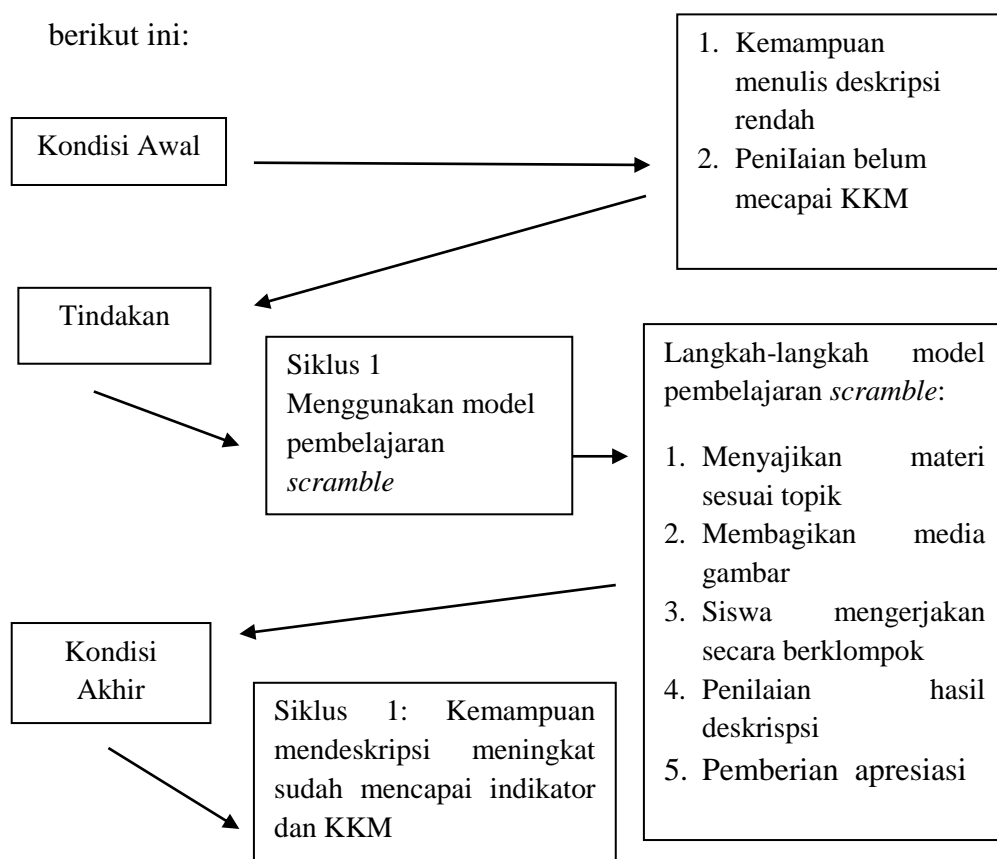 berikut ini:
Kondisi Awal
1. Kemampuan
menulis deskripsi
rendah
2. PeniIaian belum
mecapai KKM
Tindakan
Siklus 1
Menggunakan model
pembelajaran
scramble
Langkah-langkah model
pembelajaran scramble:
1. Menyajikan materi
sesuai topik
2. Membagikan media
gambar
3. Siswa mengerjakan
secara berklompok
4. Penilaian hasil
deskrispsi
5. Pemberian apresiasi
Kondisi
Akhir
Siklus 1: Kemampuan
mendeskripsi meningkat
sudah mencapai indikator
dan KKM